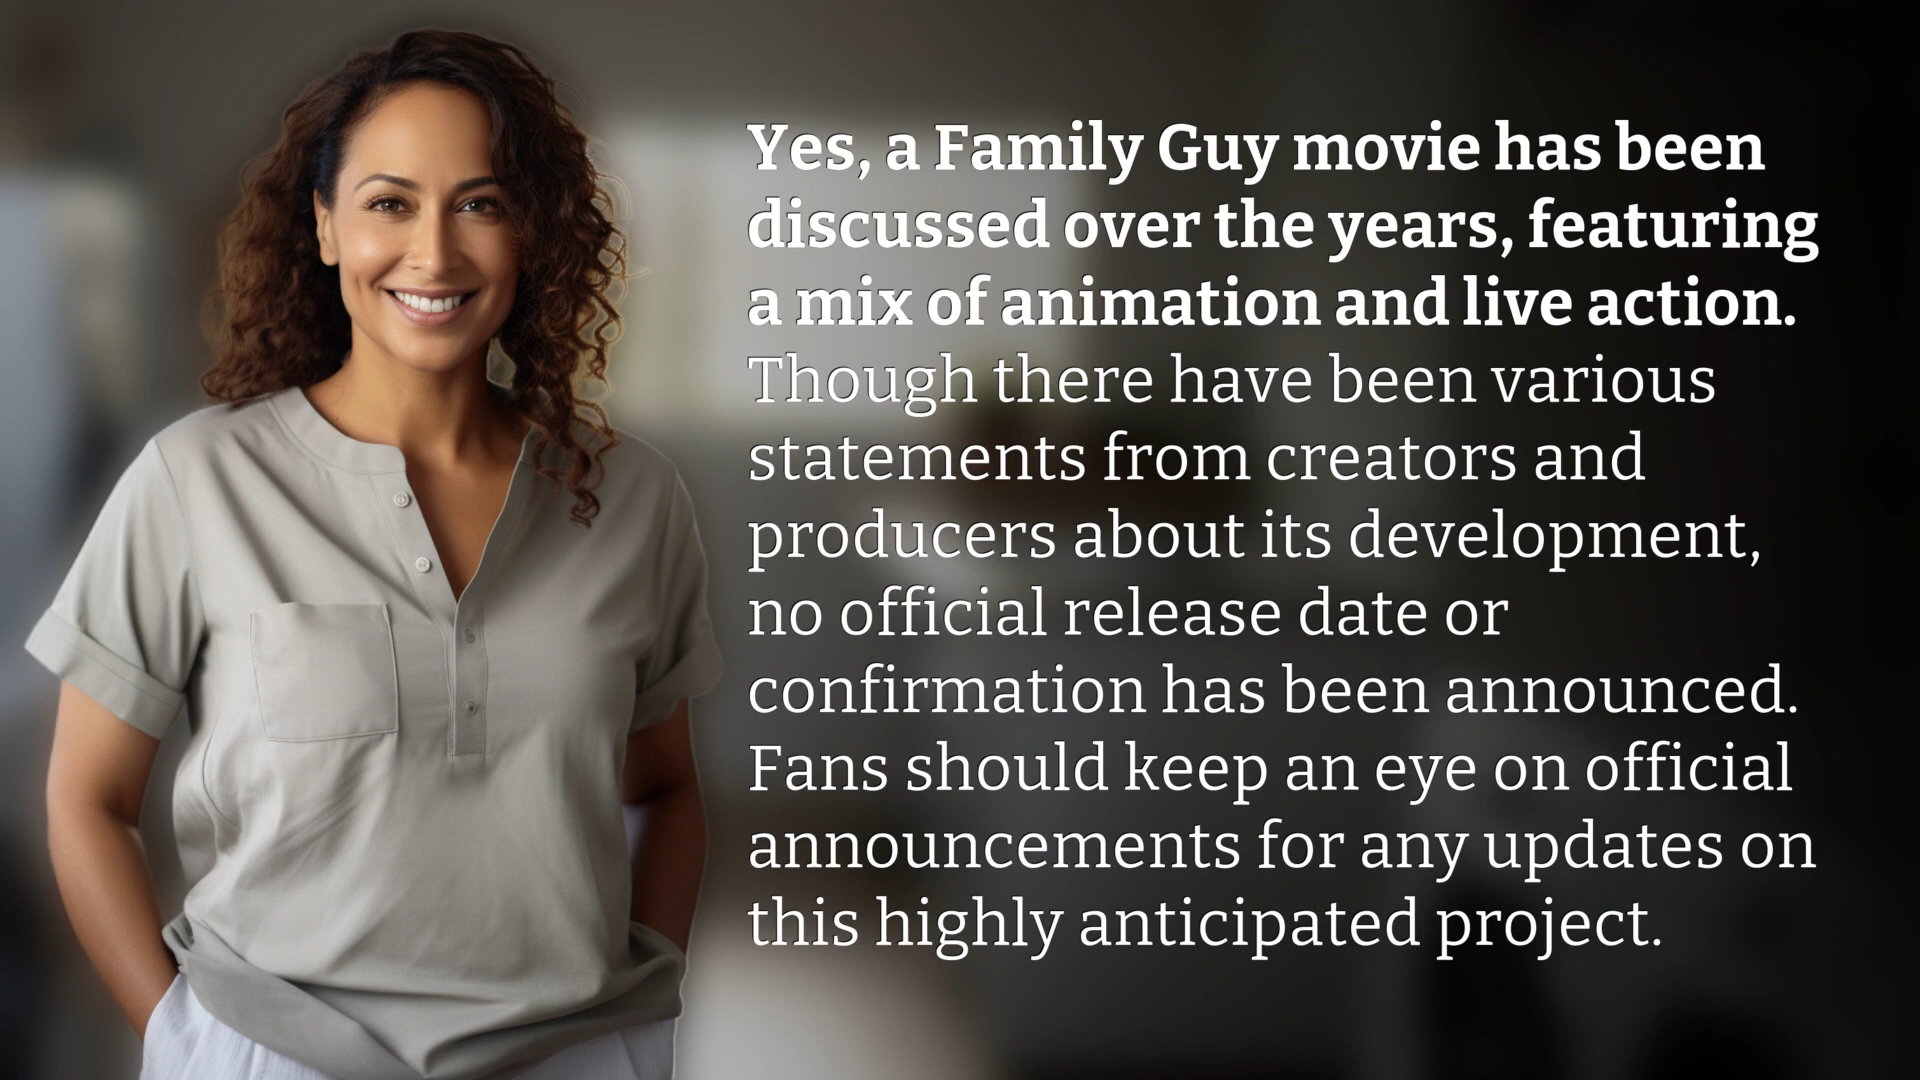 Yes, a Family Guy movie has been
discussed over the years, featuring
a mix of animation and live action.
Though there have been various
statements from creators and
producers about its development,
no official release date or
confirmation has been announced.
Fans should keep an eye on official
announcements for any updates on
this highly anticipated project.